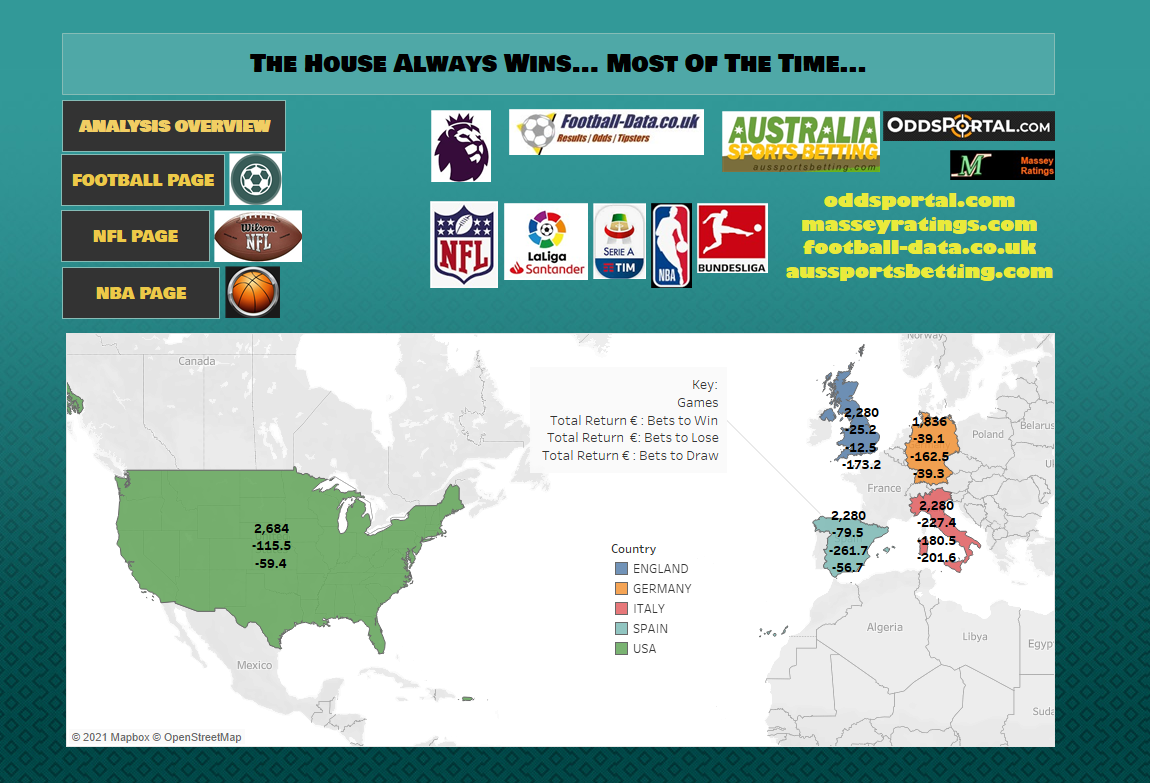 The House Always Wins... Most Of The Time...
ANALYSIS OVERVIEW
FOOTBALL PAGE
NFL PAGE
Wilson
NFL
NBA PAGE
Football-Data.co.uk
Results / Odds / Tipsters
AUSTRALIA
SPORTS BETTING
aussportsbetting.com
ODDSPORTAL.COM
M
Massey
Ratings
NFL
LaLiga
Santander
SERIE A
TIM
NBA
BUNDESLIGA
oddsportal.com
masseyratings.com
football-data.co.uk
aussportsbetting.com
Canada
Norway
Key:
Games
Total Return € : Bets to Win
Total Return €: Bets to Lose
Total Return € : Bets to Draw
2,280
-25.2
-12.5
-173.2
1,836
-39.1
-162.5
-39.3
Poland
Belarus
France
2,280
-227.4
-180.5
-201.6
2,280
-79.5
-261.7
-56.7
2,684
-115.5
-59.4
Country
ENGLAND
GERMANY
ITALY
SPAIN
USA
Mexico
Algeria
Libya
Egyp
Suda
© 2021 Mapbox © OpenStreetMap